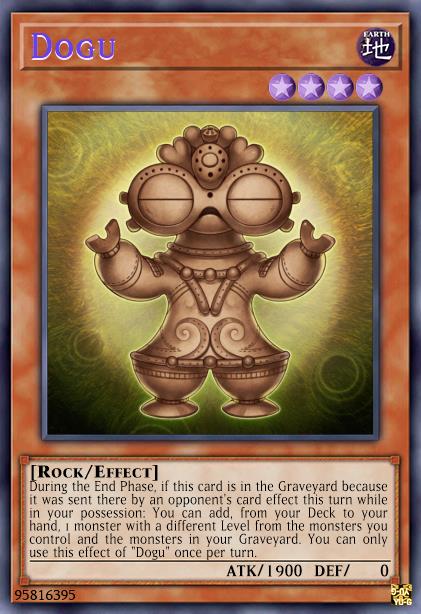 DOGU
EARTH
地
[ROCK/EFFECT]
During the End Phase, if this card is in the Graveyard because
it was sent there by an opponent's card effect this turn while
in your possession: You can add, from your Deck to your
hand, 1 monster with a different Level from the monsters you
control and the monsters in your Graveyard. You can only
use this effect of "Dogu" once per turn.
ATK/1900 DEF/ 0
95816395